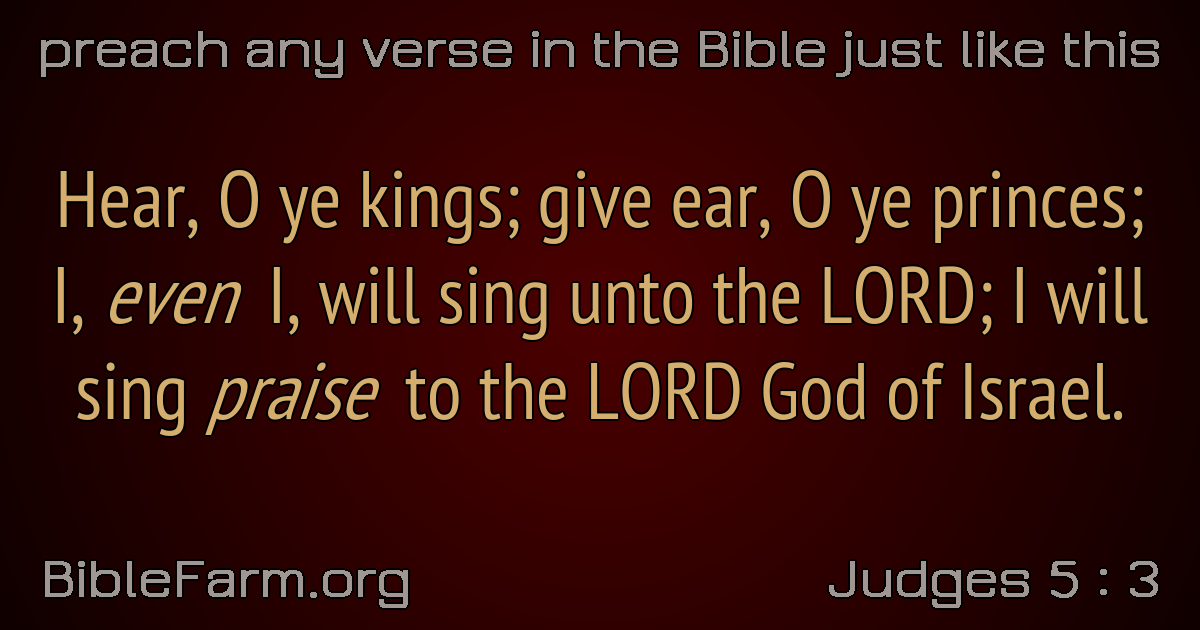 preach any verse in the Bible just like this
Hear, O ye kings; give ear, O ye princes;
I, even I, will sing unto the LORD; I will
sing praise to the LORD God of Israel.
BibleFarm.org
Judges 5 : 3